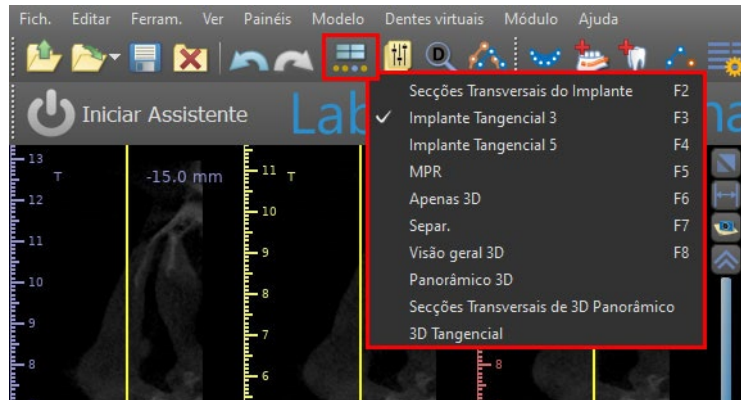 Fich. Editar Ferram. Ver Painéis Modelo Dentes virtuais Módulo Ajuda
D
Iniciar Assistente
Lab
na
Secções Transversais do Implante F2
✓ Implante Tangencial 3 F3
Implante Tangencial 5 F4
MPR F5
Apenas 3D F6
Separ. F7
Visão geral 3D F8
Panorâmico 3D
Secções Transversais de 3D Panorâmico
3D Tangencial
13
T
-15.0 mm
12
11
10
9
8
11
T
10
9
8
7
6
8